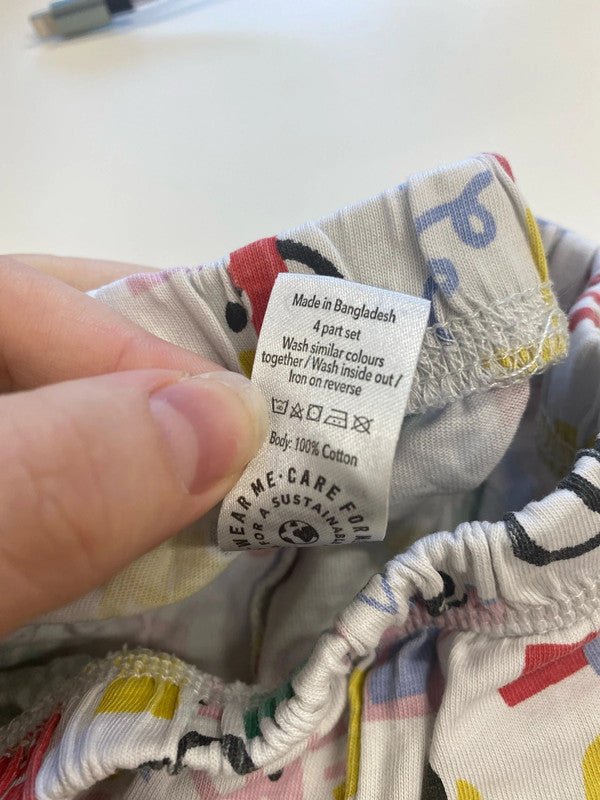 Made in Bangladesh
4 part set
Wash similar colours
together / Wash inside out /
Iron on reverse
Body: 100% Cotton
WEAR ME • CARE FOR
FOR A SUSTAINABLE